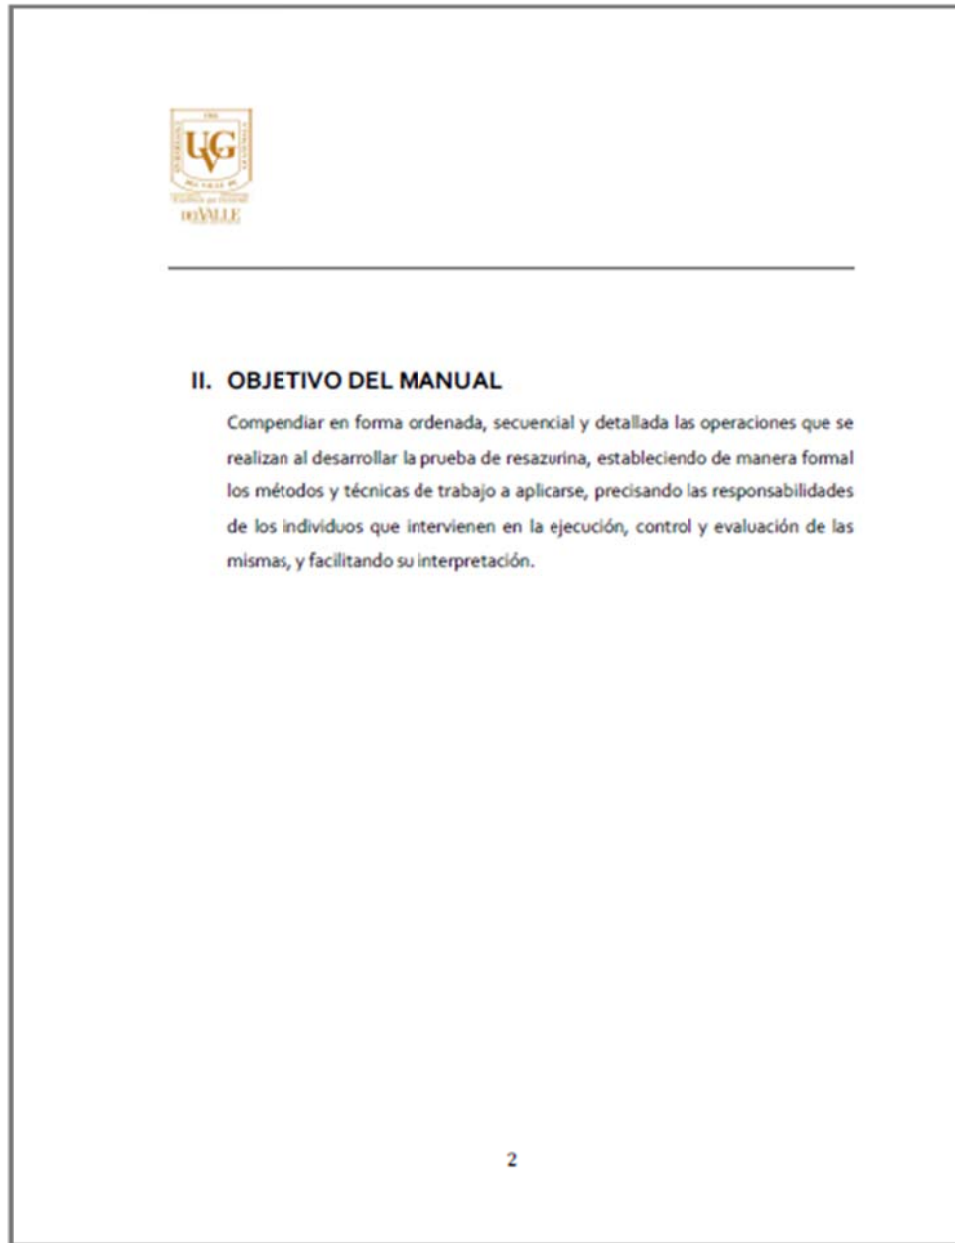 UVG
DEL VALLE
II. OBJETIVO DEL MANUAL
Compendiar en forma ordenada, secuencial y detallada las operaciones que se
realizan al desarrollar la prueba de resazurina, estableciendo de manera formal
los métodos y técnicas de trabajo a aplicarse, precisando las responsabilidades
de los individuos que intervienen en la ejecución, control y evaluación de las
mismas, y facilitando su interpretación.
2